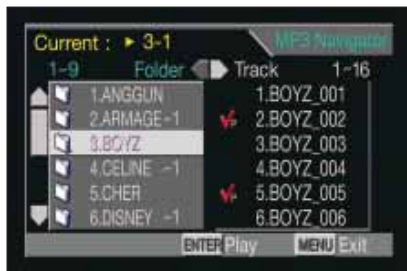 Current : ► 3-1 MP3 Navigator
1~9 Folder Track 1~16
1.ANGGUN 1.BOYZ_001
2.ARMAGE ~1 2.BOYZ_002
3.BOYZ 3.BOYZ_003
4.CELINE ~1 4.BOYZ_004
5.CHER 5.BOYZ_005
6.DISNEY ~1 6.BOYZ_006
ENTER Play MENU Exit